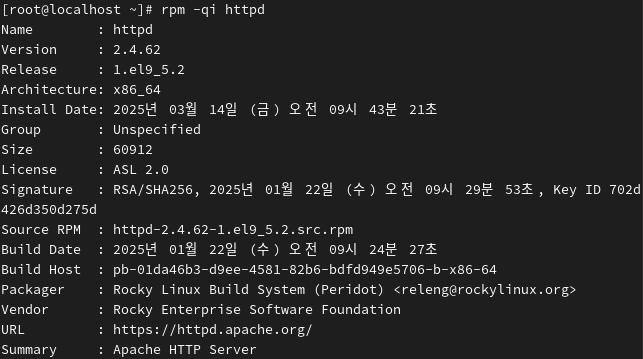 [root@localhost ~]# rpm -qi httpd
Name        : httpd
Version     : 2.4.62
Release     : 1.el9_5.2
Architecture: x86_64
Install Date: 2025년 03월 14일 (금) 오전 09시 43분 21초
Group       : Unspecified
Size        : 60912
License     : ASL 2.0
Signature   : RSA/SHA256, 2025년 01월 22일 (수) 오전 09시 29분 53초, Key ID 702d
426d350d275d
Source RPM  : httpd-2.4.62-1.el9_5.2.src.rpm
Build Date  : 2025년 01월 22일 (수) 오전 09시 24분 27초
Build Host  : pb-01da46b3-d9ee-4581-82b6-bdfd949e5706-b-x86-64
Packager    : Rocky Linux Build System (Peridot) <releng@rockylinux.org>
Vendor      : Rocky Enterprise Software Foundation
URL         : https://httpd.apache.org/
Summary     : Apache HTTP Server